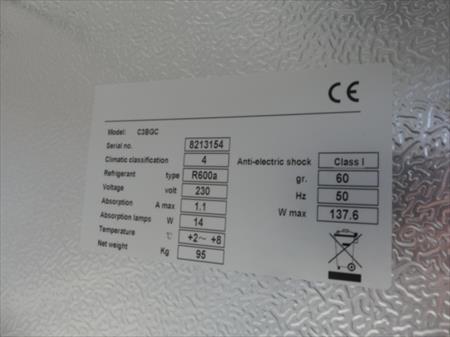 CE
Model: C3BGC
Serial no. 8213154
Climatic classification 4 Anti-electric shock Class I
Refrigerant type R600a gr. 60
Voltage volt 230 Hz 50
Absorption A max 1.1 W max 137.6
Absorption lamps W 14
Temperature °C +2~ +8
Net weight Kg 95